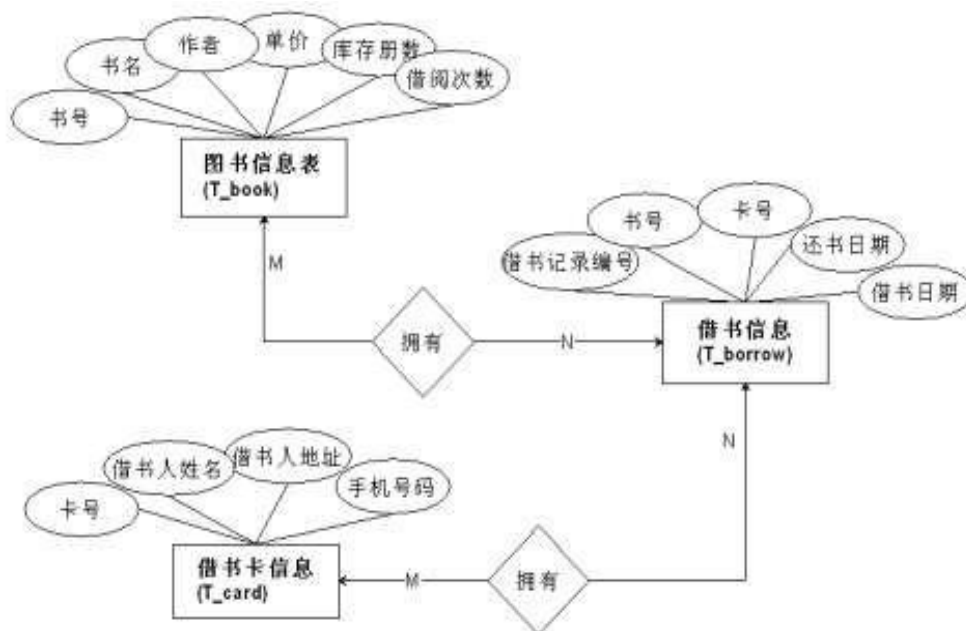 作者
单价
库存册数
书名
借阅次数
书号
图书信息表
(T_book)
M
书号
卡号
还书日期
借书记录编号
借书日期
拥有
N
借书信息
(T_borrow)
N
借书人姓名
借书人地址
手机号码
卡号
借书卡信息
(T_card)
M
拥有